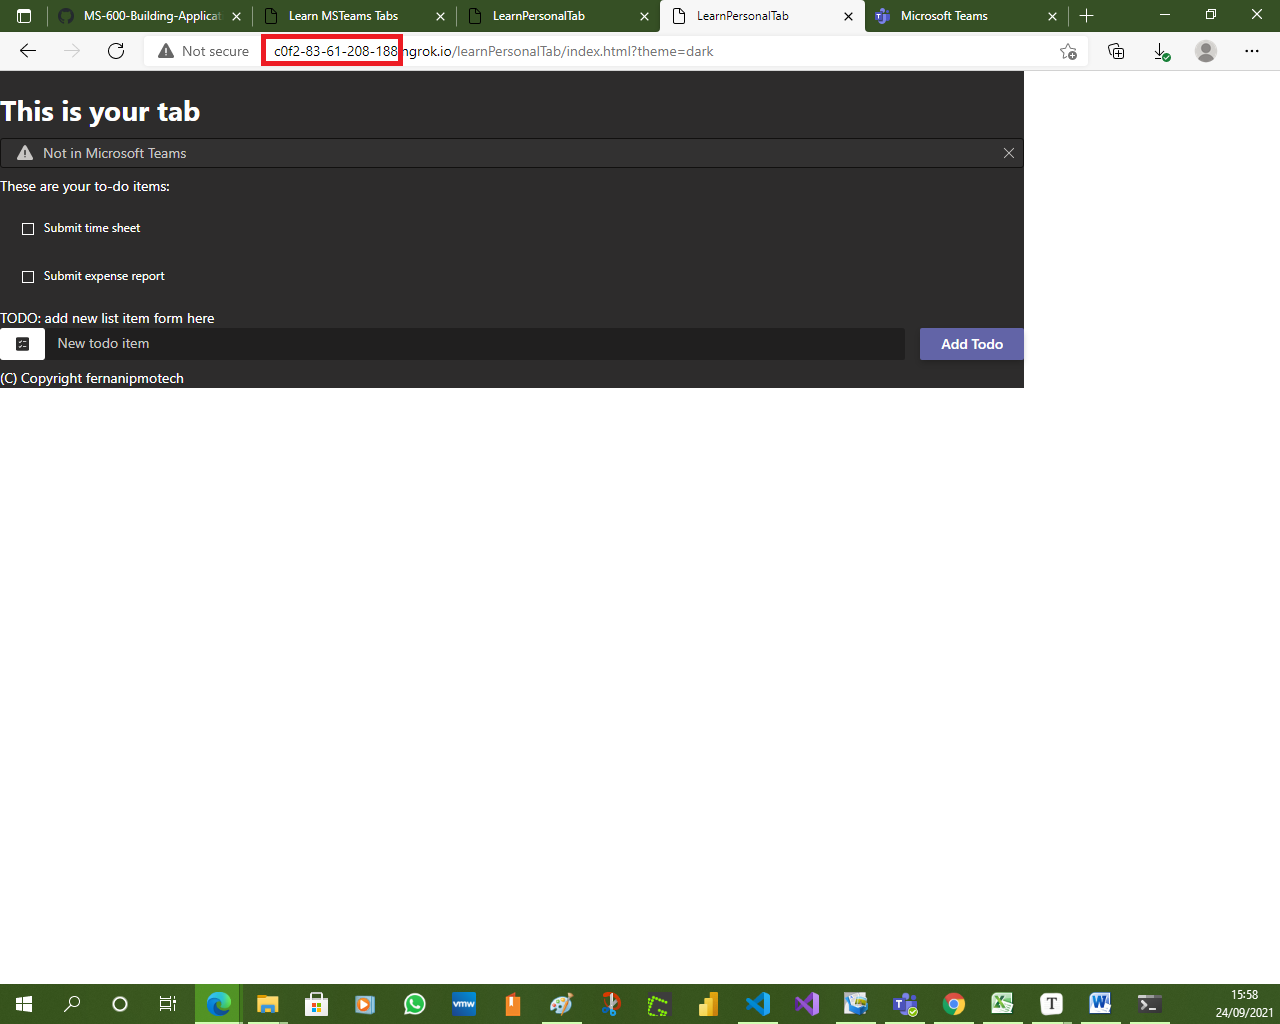 MS-600-Building-Applicat
Learn MSTeams Tabs
LearnPersonalTab
LearnPersonalTab
Microsoft Teams
Not secure
c0f2-83-61-208-188ngrok.io/learnPersonalTab/index.html?theme=dark
This is your tab
Not in Microsoft Teams
These are your to-do items:
Submit time sheet
Submit expense report
TODO: add new list item form here
New todo item
Add Todo
(C) Copyright fernanipmotech
vmw
T
15:58
24/09/2021